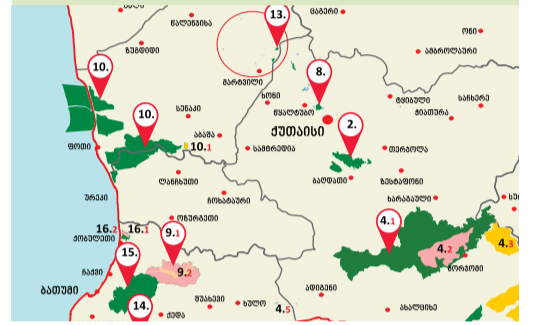 13.
ცაგერი
წალენჯიხა
ონი
ზუგდიდი
ამბროლაური
მარტვილი
10.
8.
ხონი
ტყიბული
საჩხერე
სენაკი
წყალტუბო
ჭიათურა
10.
ქუთაისი
2.
აბაშა
ფოთი
10.1
სამტრედია
თერჯოლა
ლანჩხუთი
ბაღდათი
ზესტაფონი
ურეკი
ჩოხატაური
ხარაგაული
ოზურგეთი
4.1
16.2
16.1
9.1
ქობულეთი
4.2
4.3
15.
9.2
ბორჯომი
ჩაქვი
ბათუმი
ადიგენი
14.
შუახევი
ხულო
4.5
ახალციხე
ქედა